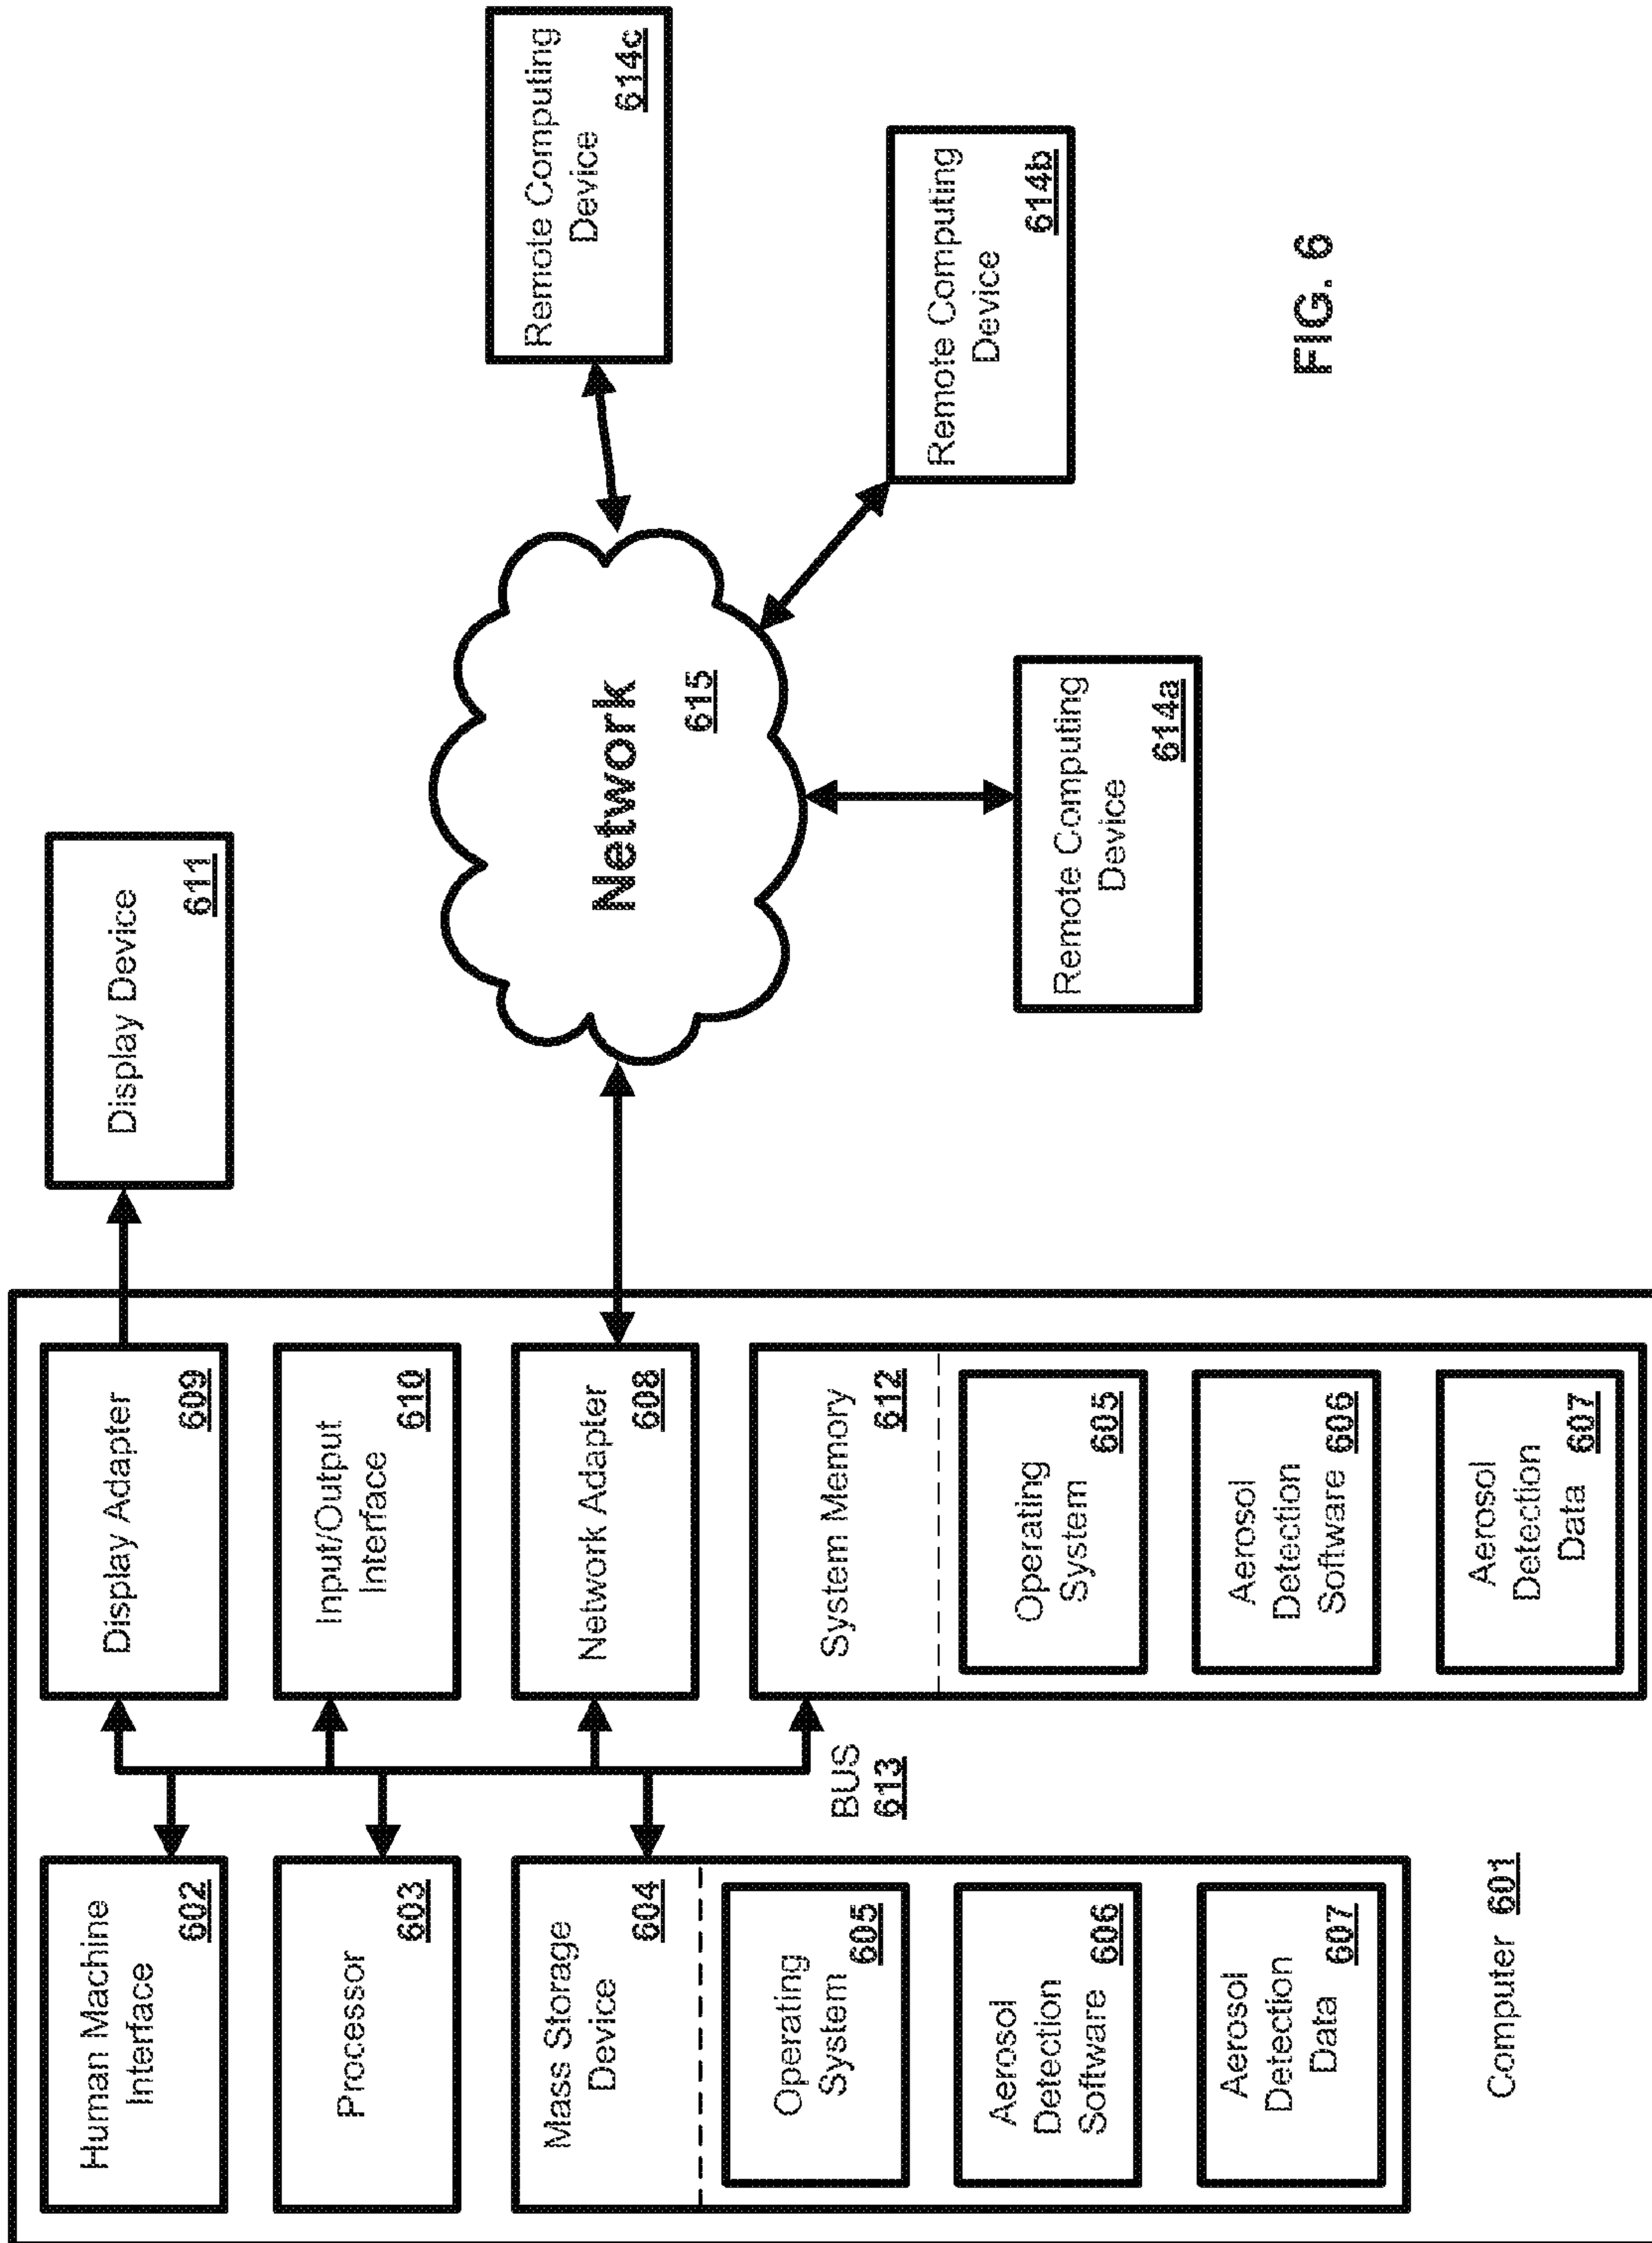 Human Machine
Interface
602
Processor
603
Mass Storage
Device
604
Operating
System
605
Aerosol
Detection
Software 606
Aerosol
Detection
Data 607
Computer 601
BUS
613
Display Adapter
609
Input/Output
Interface
610
Network Adapter
608
System Memory
612
Operating
System
605
Aerosol
Detection
Software 606
Aerosol
Detection
Data 607
Display Device
611
Network
615
Remote Computing
Device
614a
Remote Computing
Device
614b
Remote Computing
Device
614c
FIG. 6